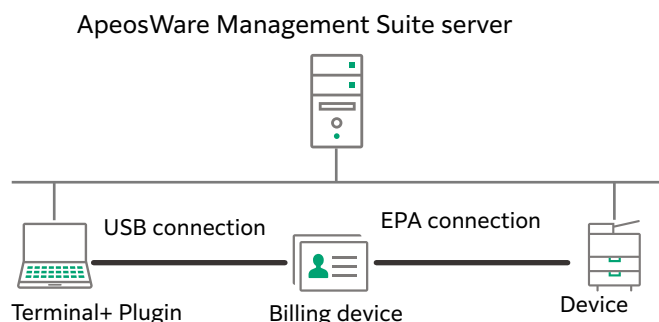 ApeosWare Management Suite server
USB connection
EPA connection
Terminal+ Plugin
Billing device
Device